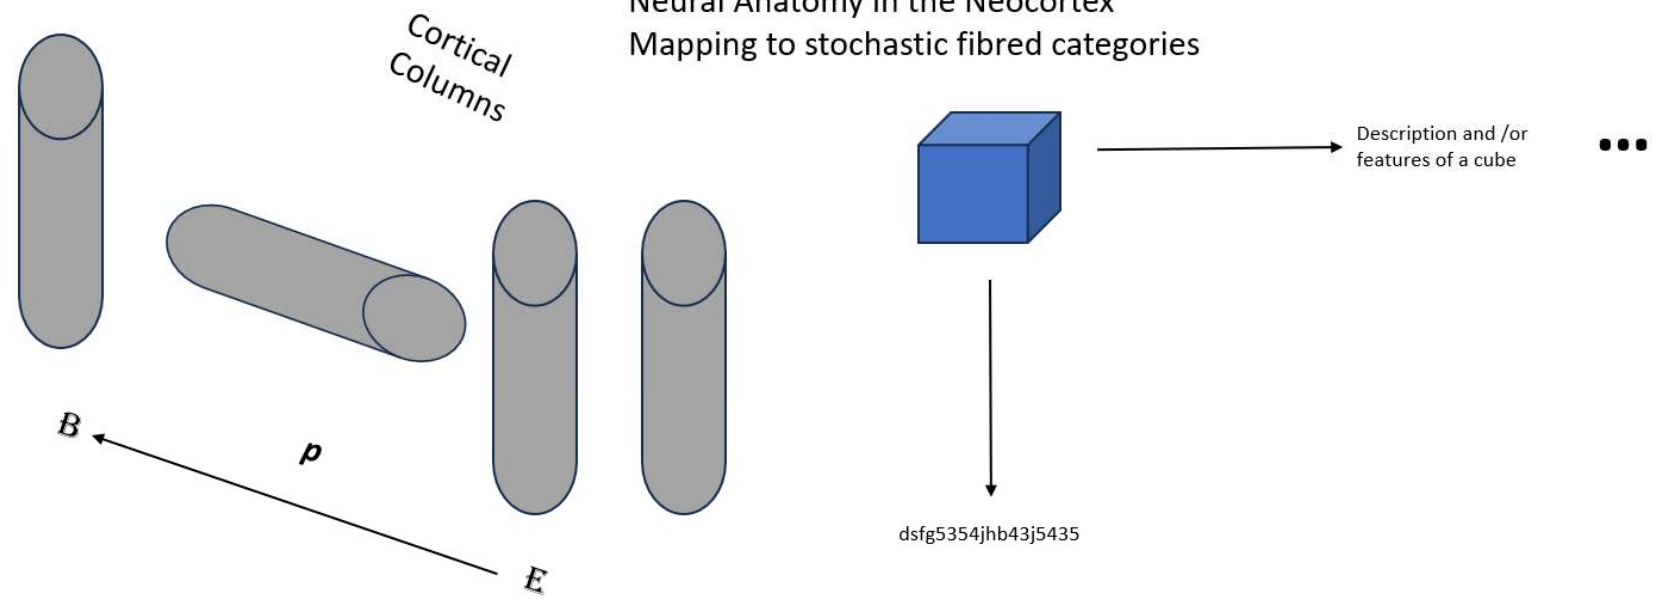 Neural Anatomy in the Neocortex
Mapping to stochastic fibred categories
Cortical
Columns
Description and /or
features of a cube
...
B
p
E
dsfg5354jhb43j5435